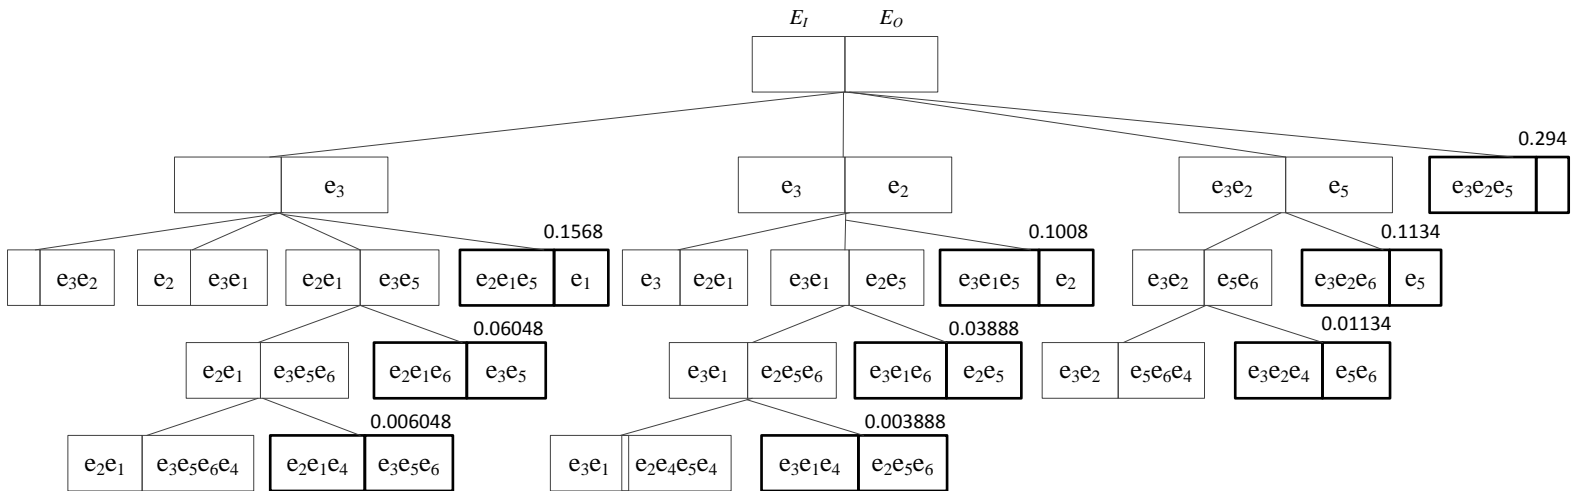 E_I E_O
0.294
e₃ e₃ e₂ e₃e₂ e₅ e₃e₂e₅
0.1568 0.1008 0.1134
e₃e₂ e₂ e₃e₁ e₂e₁ e₃e₅ e₂e₁e₅ e₁ e₃ e₂e₁ e₃e₁ e₂e₅ e₃e₁e₅ e₂ e₃e₂ e₅e₆ e₃e₂e₆ e₅
0.06048 0.03888 0.01134
e₂e₁ e₃e₅e₆ e₂e₁e₆ e₃e₅ e₃e₁ e₂e₅e₆ e₃e₁e₆ e₂e₅ e₃e₂ e₅e₆e₄ e₃e₂e₄ e₅e₆
0.006048 0.003888
e₂e₁ e₃e₅e₆e₄ e₂e₁e₄ e₃e₅e₆ e₃e₁ e₂e₄e₅e₄ e₃e₁e₄ e₂e₅e₆